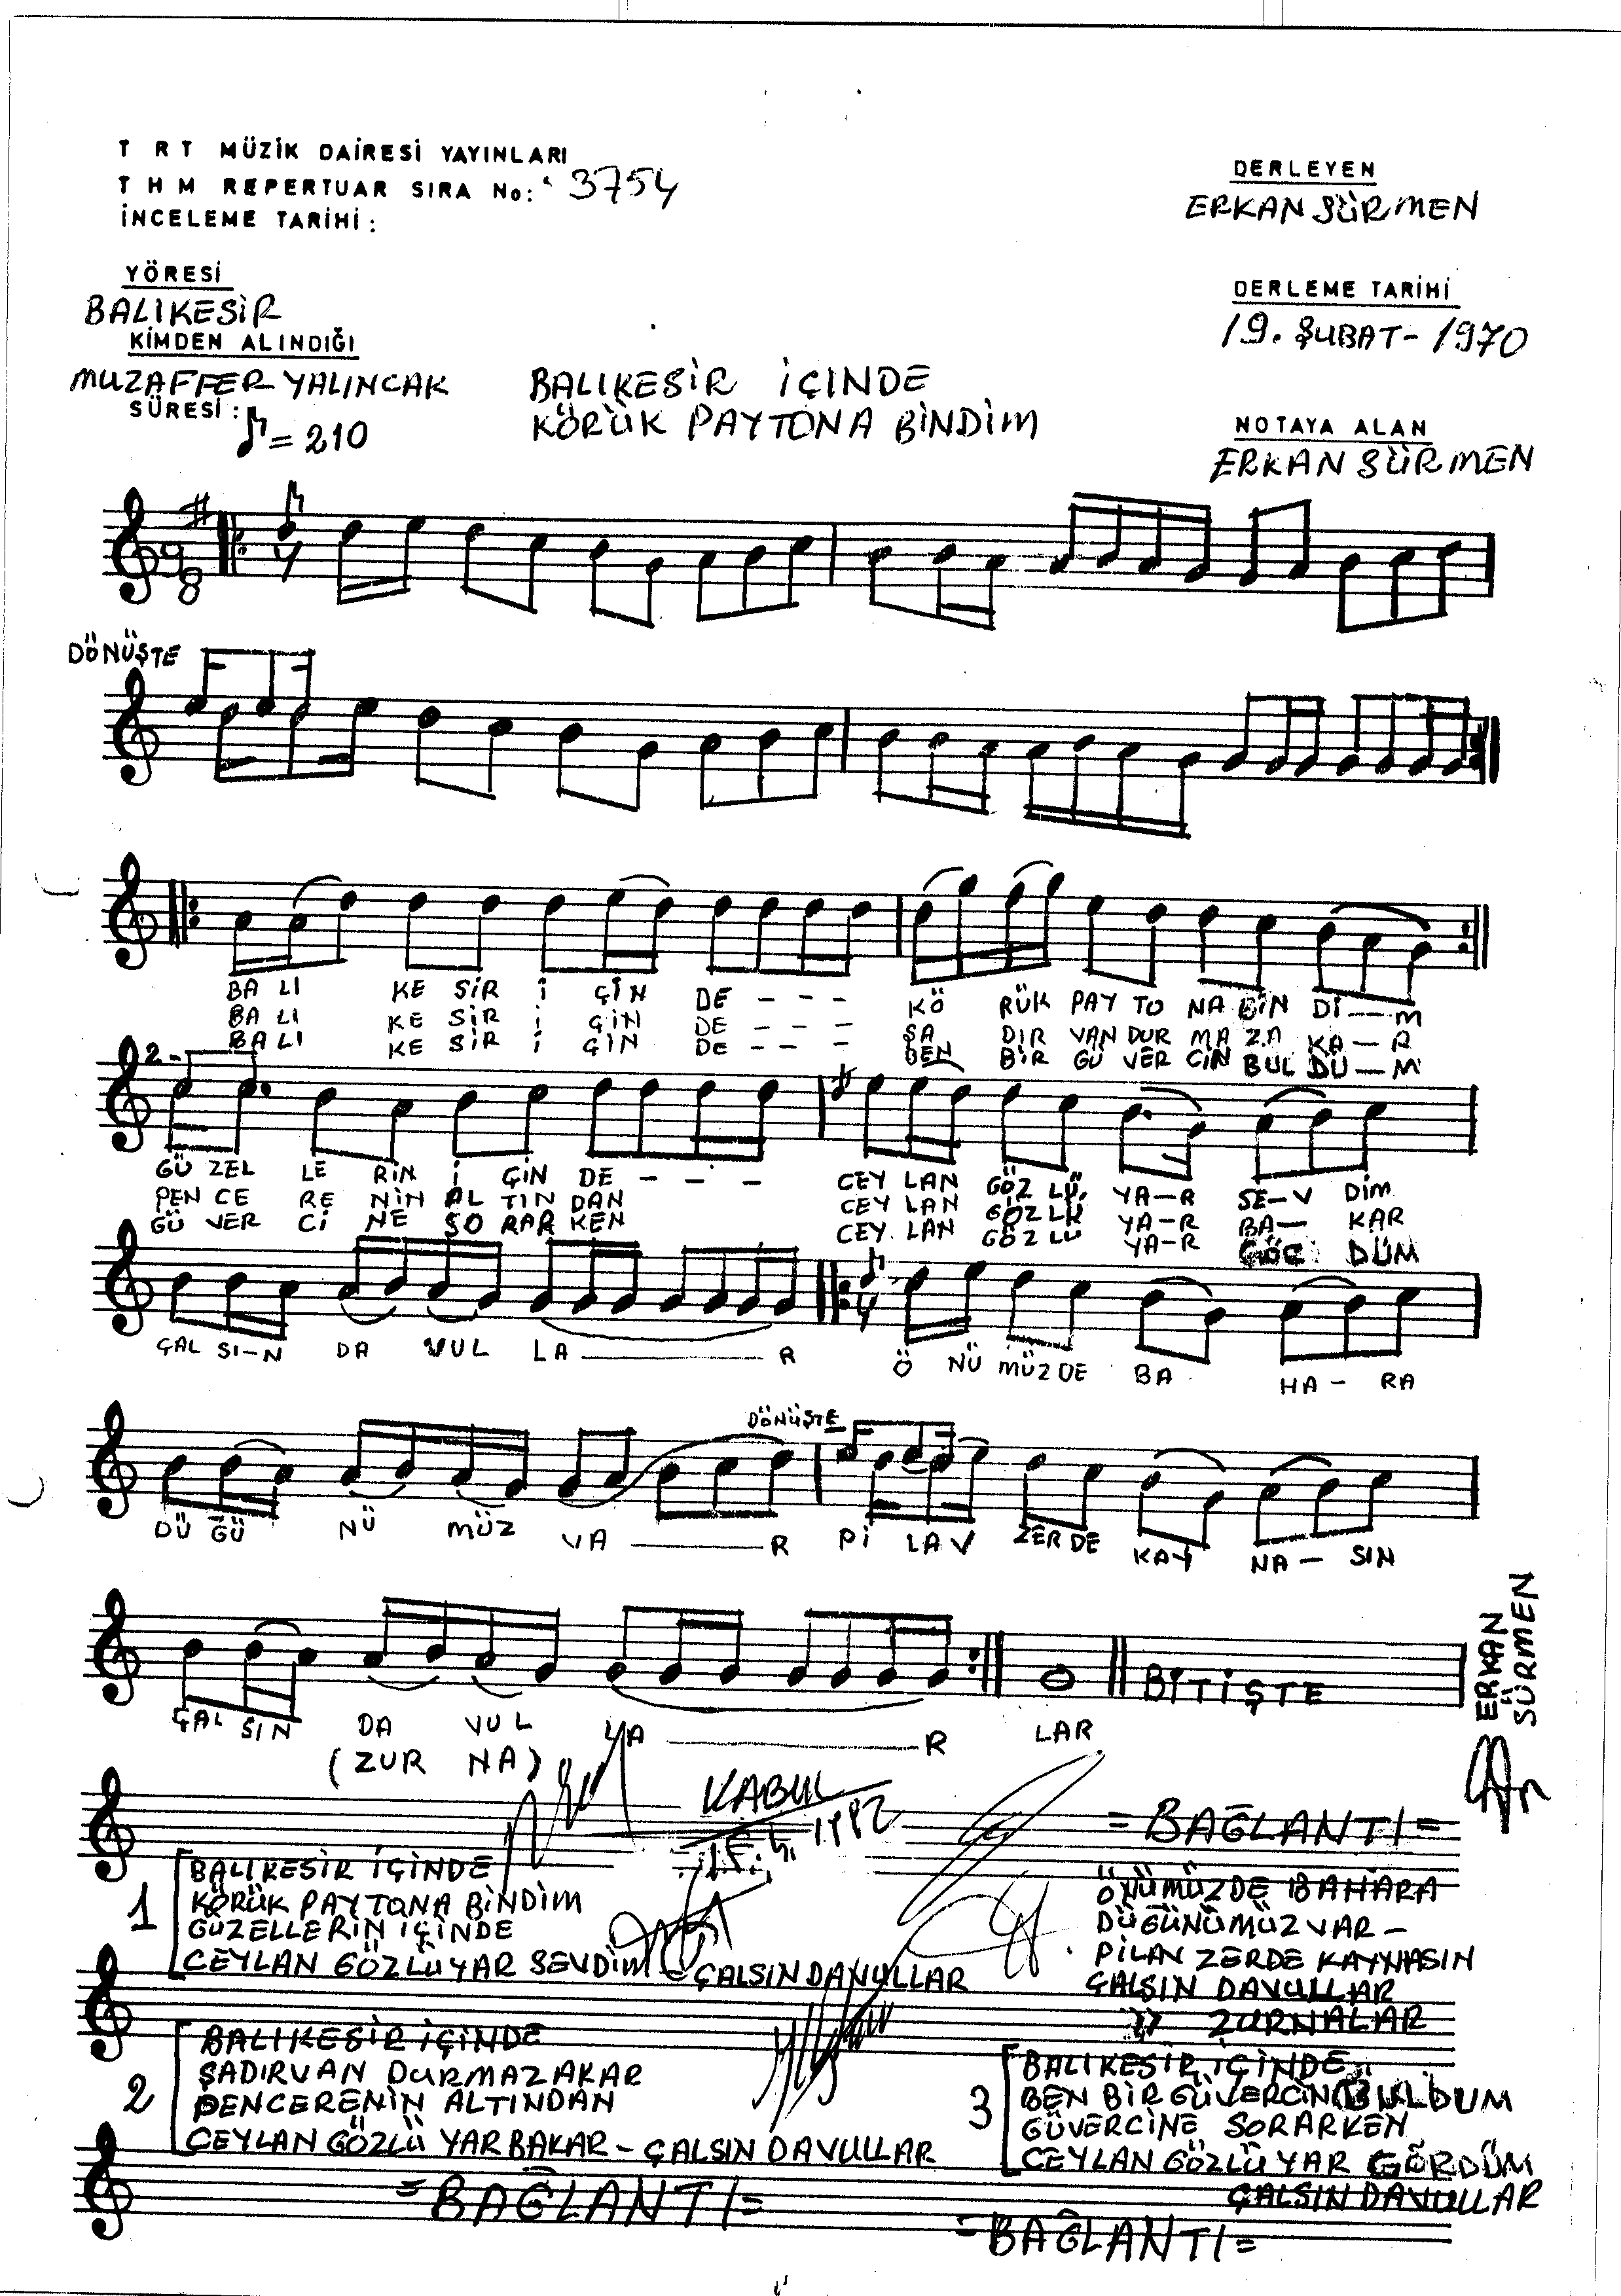 T R T MÜZİK DAİRESİ YAYINLARI
T H M REPERTUAR SIRA No: 3754
İNCELEME TARİHİ :
DERLEYEN
ERKAN SÜRMEN
YÖRESİ
BALIKESİR
DERLEME TARİHİ
19. ŞUBAT - 1970
KİMDEN ALINDIĞI
MUZAFFER YALINCAK
SÜRESİ :
♪ = 210
BALIKESİR İÇİNDE
KÖRÜK PAYTONA BİNDİM
NOTAYA ALAN
ERKAN SÜRMEN
9
8
DÖNÜŞTE
BA LI KE SİR İ ÇİN DE - - - KÖ RÜK PAY TO NA BİN Dİ — M
BA LI KE SİR İ ÇİN DE - - - ŞA DIR VAN DUR MA ZA KA — R
BA LI KE SİR İ ÇİN DE - - - BEN BİR GÜ VER CİN BUL DU — M
2-
GÜ ZEL LE RİN İ ÇİN DE - - - CEY LAN GÖZ LÜ YA — R SE — V DİM
PEN CE RE NİN AL TIN DAN CEY LAN GÖZ LÜ YA — R BA — KAR
GÜ VER Cİ NE SO RAR KEN CEY LAN GÖZ LÜ YA — R GÖR DÜM
ÇAL SI — N DA VUL LA — R Ö NÜ MÜZ DE BA HA — RA
DÖNÜŞTE
DÜ ĞÜ NÜ MÜZ VA — R Pİ LAV ZER DE KAY NA — SIN
ÇAL SIN DA VUL LA — R LAR
(ZUR NA)
BİTİŞTE
ERKAN
SÜRMEN
KABUL
= BAĞLANTI =
1
BALIKESİR İÇİNDE
KÖRÜK PAYTONA BİNDİM
GÜZELLERİN İÇİNDE
CEYLAN GÖZLÜ YAR SEVDİM - ÇALSIN DAVULLAR
ÖNÜMÜZDE BAHARA
DÜĞÜNÜMÜZ VAR -
PİLAV ZERDE KAYNASIN
ÇALSIN DAVULLAR
" ZURNALAR
2
BALIKESİR İÇİNDE
ŞADIRVAN DURMAZ AKAR
PENCERENİN ALTINDAN
CEYLAN GÖZLÜ YAR BAKAR - ÇALSIN DAVULLAR
= BAĞLANTI =
3
BALIKESİR İÇİNDE
BEN BİR GÜVERCİN BULDUM
GÜVERCİNE SORARKEN
CEYLAN GÖZLÜ YAR GÖRDÜM
ÇALSIN DAVULLAR
= BAĞLANTI =